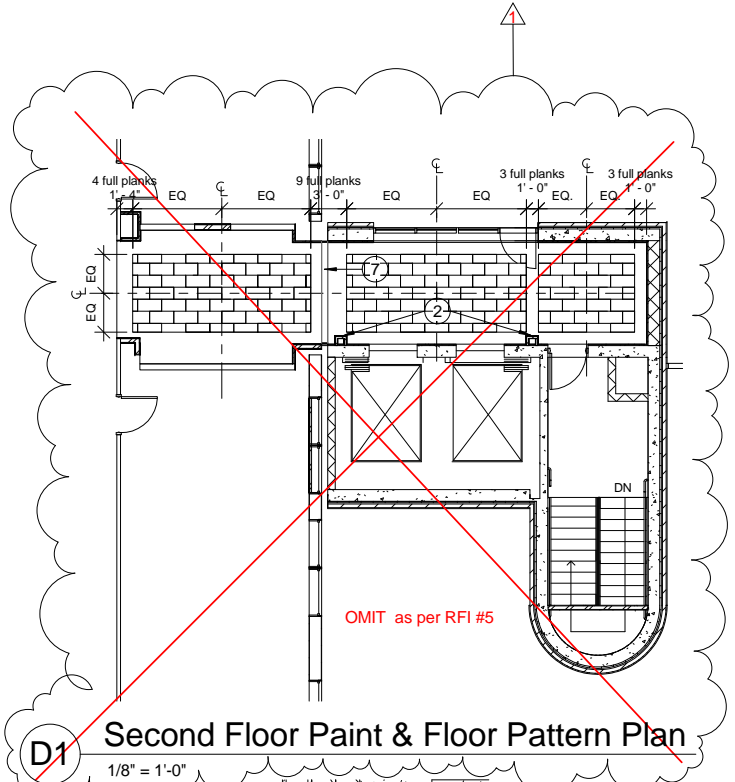 1
4 full planks
1' - 4"
EQ
℄
EQ
9 full planks
3' - 0"
EQ
℄
EQ
3 full planks
1' - 0"
EQ.
℄
EQ.
3 full planks
1' - 0"
EQ
℄
EQ
7
2
DN
OMIT as per RFI #5
D1
Second Floor Paint & Floor Pattern Plan
1/8" = 1'-0"